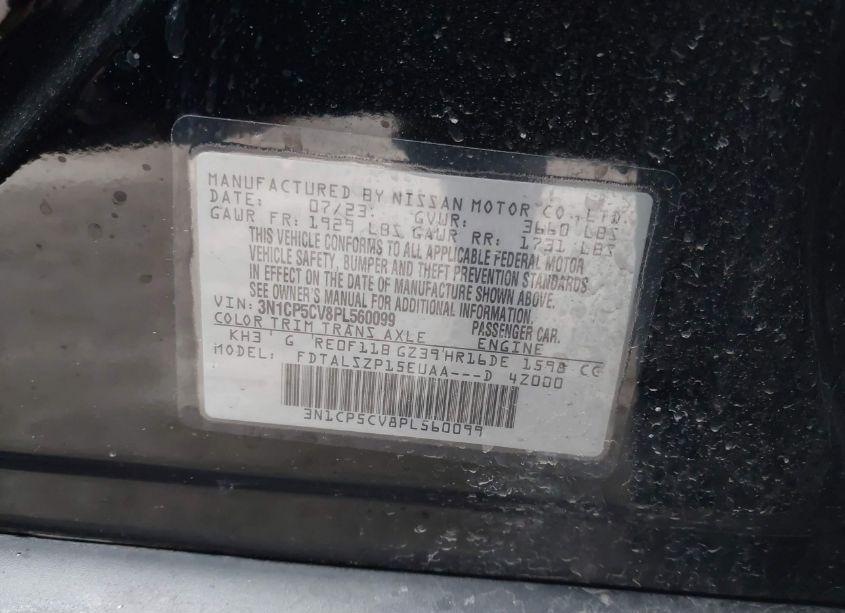 MANUFACTURED BY NISSAN MOTOR CO., LTD.
DATE: 07/23 GVWR: 3660 LBS
GAWR FR: 1929 LBS GAWR RR: 1731 LBS
THIS VEHICLE CONFORMS TO ALL APPLICABLE FEDERAL MOTOR
VEHICLE SAFETY, BUMPER AND THEFT PREVENTION STANDARDS
IN EFFECT ON THE DATE OF MANUFACTURE SHOWN ABOVE.
SEE OWNER'S MANUAL FOR ADDITIONAL INFORMATION.
VIN: 3N1CP5CV8PL560099 PASSENGER CAR.
COLOR TRIM TRANS AXLE ENGINE
KH3 G RE0F11B GZ39 HR16DE 1598 CC
MODEL: FDTALSZP15EUAA---D 42000
3N1CP5CV8PL560099